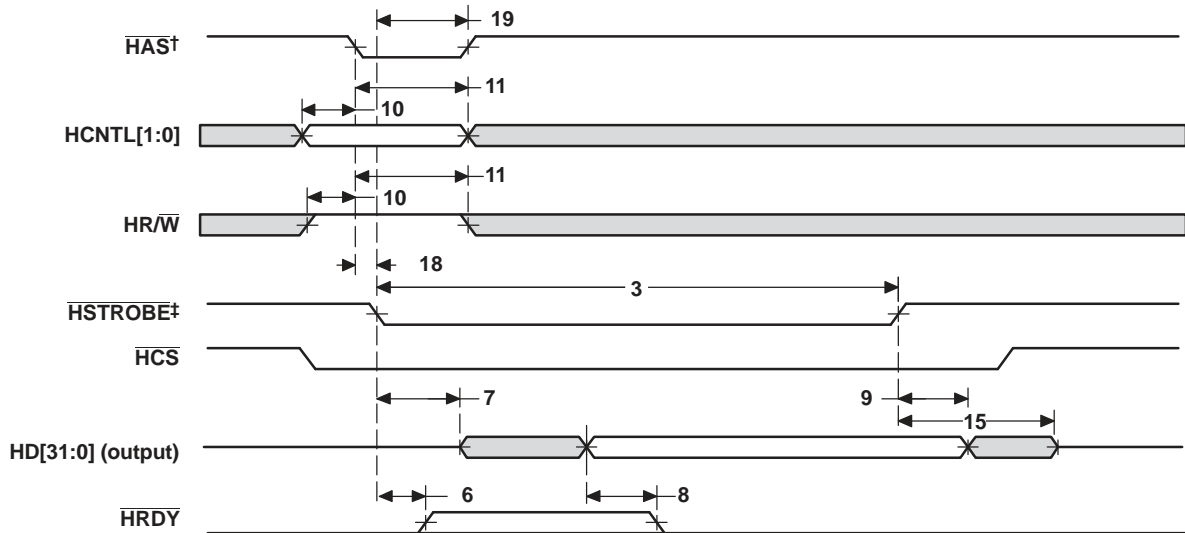 19
HAS†
11
10
HCNTL[1:0]
11
10
HR/W
18
3
HSTROBE‡
HCS
7
9
15
HD[31:0] (output)
6
8
HRDY